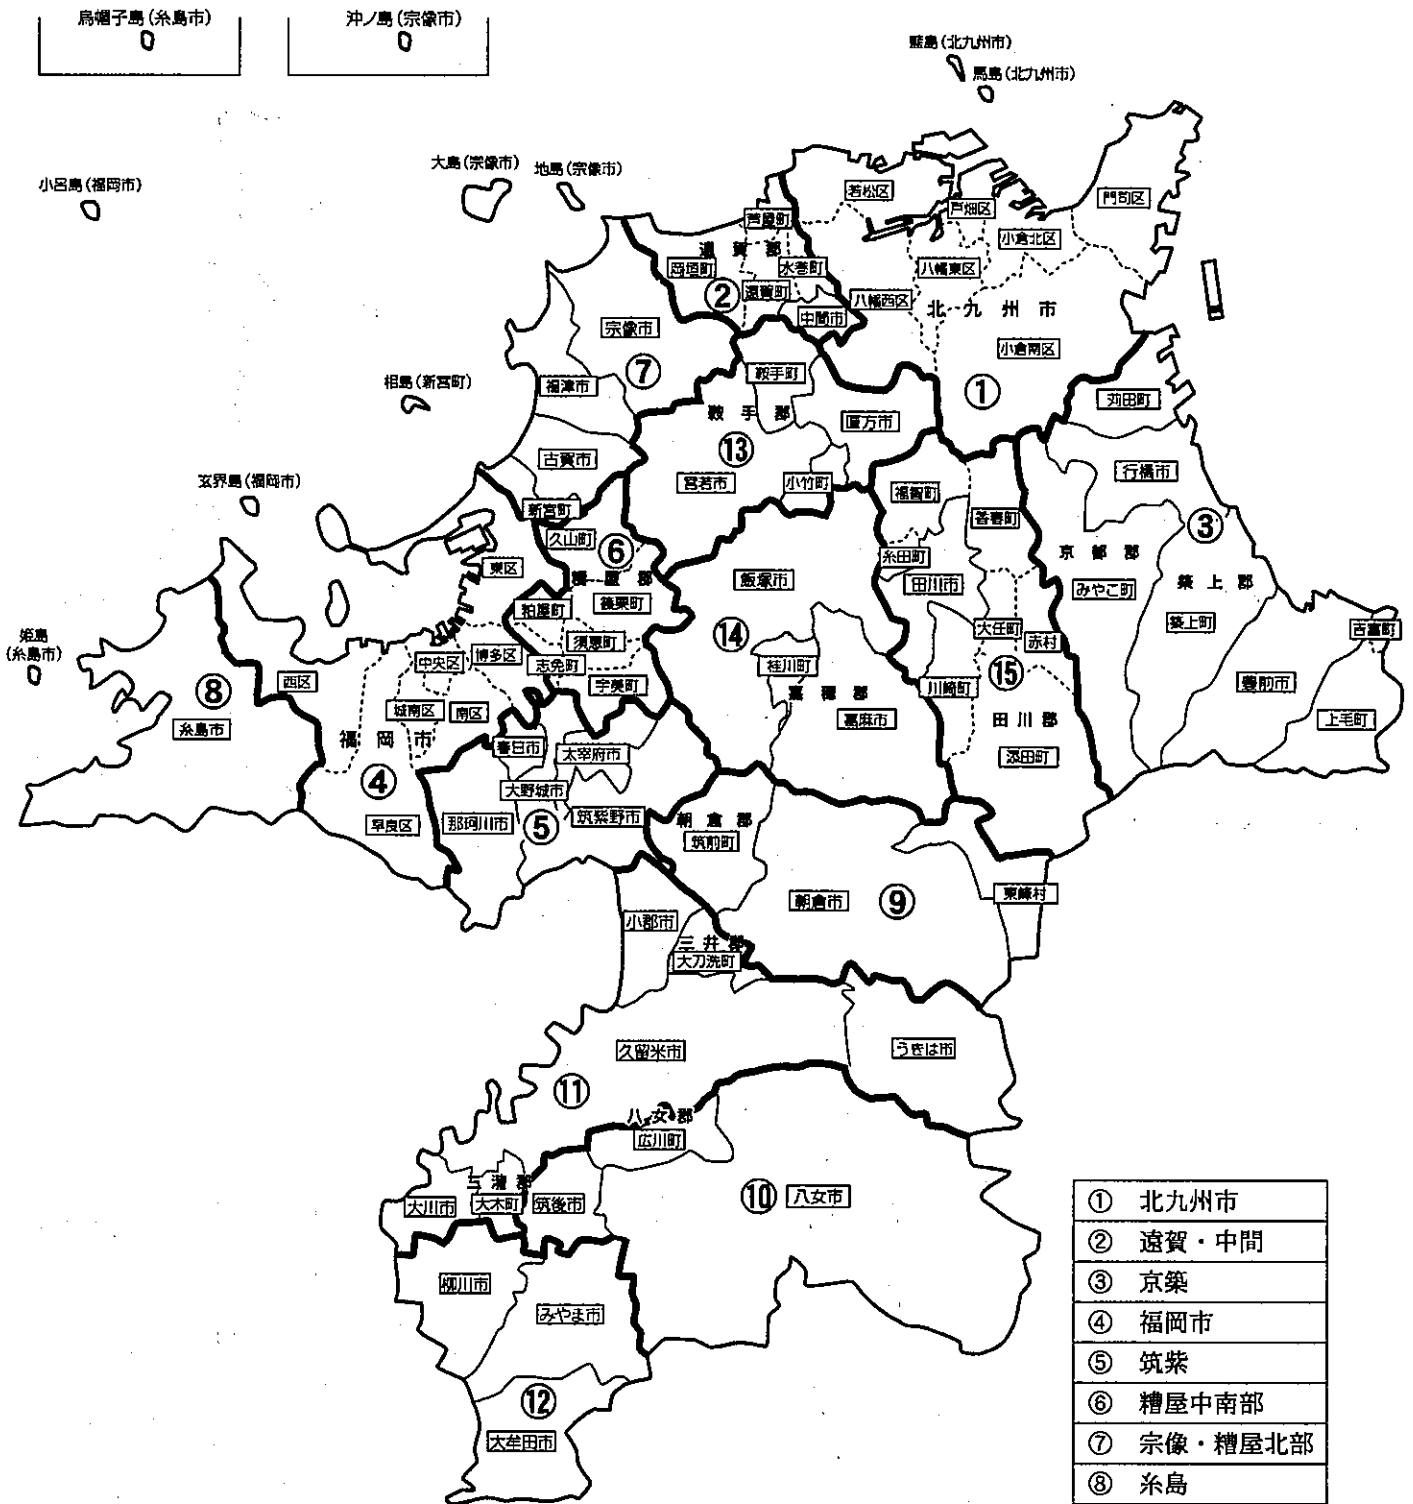 烏帽子島(糸島市)
沖ノ島(宗像市)
藍島(北九州市)
馬島(北九州市)
大島(宗像市)
地島(宗像市)
小呂島(福岡市)
若松区
戸畑区
門司区
芦屋町
小倉北区
遠賀郡
岡垣町
水巻町
八幡東区
②
遠賀町
八幡西区
北九州市
中間市
宗像市
小倉南区
⑦
鞍手町
①
相島(新宮町)
福津市
苅田町
鞍手郡
直方市
⑬
古賀市
行橋市
宮若市
小竹町
玄界島(福岡市)
福智町
新宮町
香春町
③
久山町
⑥
京都郡
東区
糸田町
糟屋郡
飯塚市
田川市
みやこ町
築上郡
篠栗町
粕屋町
築上町
姫島
(糸島市)
須恵町
⑭
大任町
赤村
吉富町
中央区
博多区
志免町
桂川町
⑮
西区
宇美町
嘉穂郡
川崎町
豊前市
⑧
城南区
南区
嘉麻市
田川郡
上毛町
糸島市
福岡市
春日市
太宰府市
添田町
④
大野城市
早良区
那珂川市
⑤
筑紫野市
朝倉郡
筑前町
朝倉市
⑨
東峰村
小郡市
三井郡
大刀洗町
久留米市
うきは市
⑪
八女郡
広川町
三潴郡
大川市
大木町
筑後市
⑩
八女市
柳川市
みやま市
⑫
大牟田市
① 北九州市
② 遠賀・中間
③ 京築
④ 福岡市
⑤ 筑紫
⑥ 糟屋中南部
⑦ 宗像・糟屋北部
⑧ 糸島